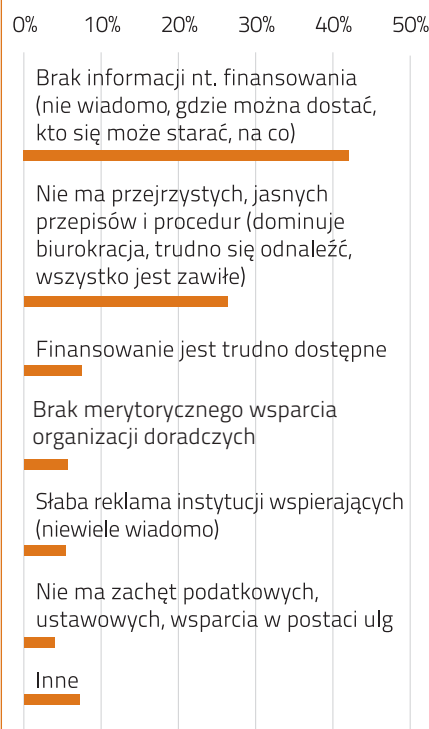 0% 10% 20% 30% 40% 50%
Brak informacji nt. finansowania
(nie wiadomo, gdzie można dostać,
kto się może starać, na co)
Nie ma przejrzystych, jasnych
przepisów i procedur (dominuje
biurokracja, trudno się odnaleźć,
wszystko jest zawiłe)
Finansowanie jest trudno dostępne
Brak merytorycznego wsparcia
organizacji doradczych
Słaba reklama instytucji wspierających
(niewiele wiadomo)
Nie ma zachęt podatkowych,
ustawowych, wsparcia w postaci ulg
Inne